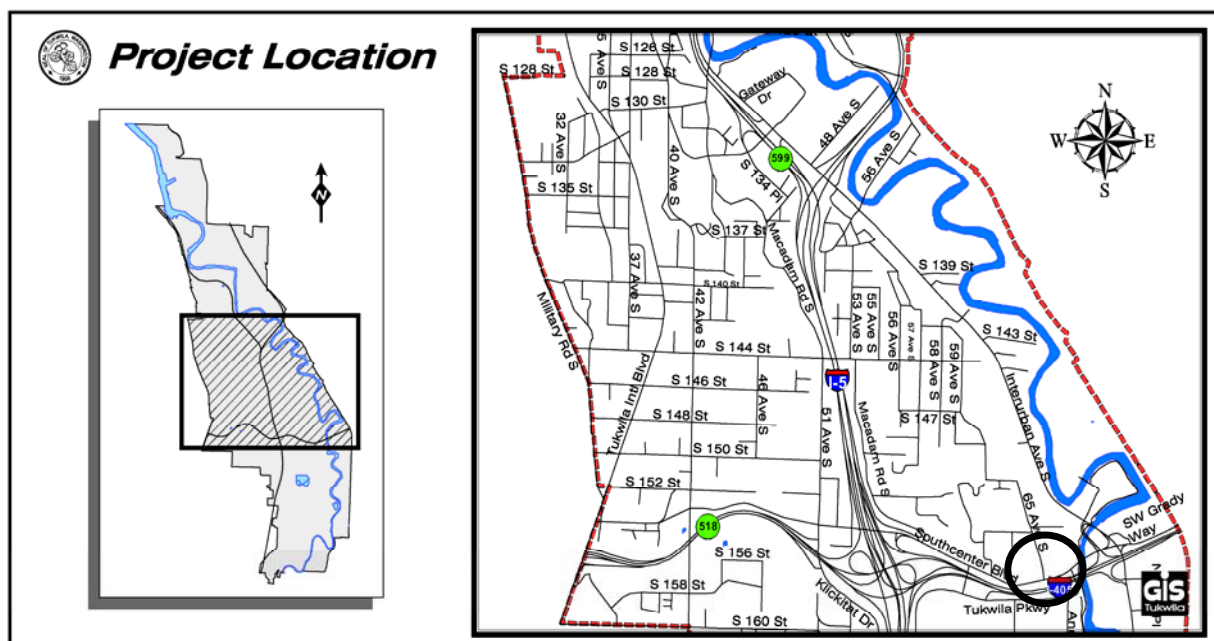 Project Location
SEAL OF TUKWILA, WASHINGTON
1908
N
S 126 St
S 128 St
S 128 St
S 130 St
Gateway
Dr
48 Ave S
56 Ave S
32 Ave S
40 Ave S
599
S 134 Pl
S 135 St
S 137 St
Macadam Rd S
37 Ave S
S 139 St
S 140 St
42 Ave S
Military Rd S
53 Ave S
55 Ave S
56 Ave S
57 Ave S
58 Ave S
59 Ave S
S 143 St
S 144 St
Tukwila Intl Blvd
I-5
S 146 St
46 Ave S
Interurban Ave S
S 148 St
51 Ave S
Macadam Rd S
S 147 St
S 150 St
S 152 St
65 Ave S
SW Grady
Way
518
S 156 St
Southcenter Blvd
S 158 St
Klickitat Dr
I-405
Tukwila Pkwy
S 160 St
N
W
E
S
GIS
Tukwila